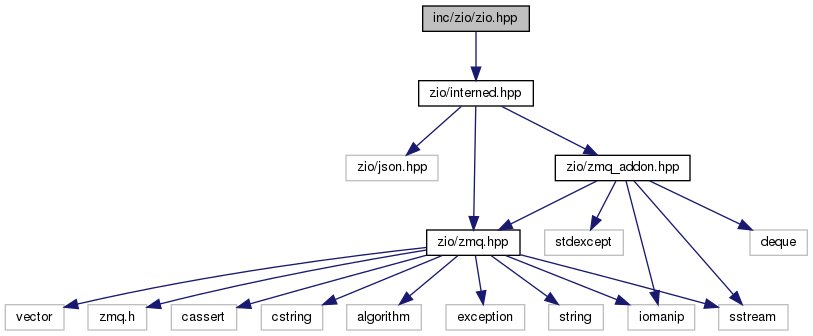 inc/zio/zio.hpp
zio/interned.hpp
zio/json.hpp
zio/zmq_addon.hpp
zio/zmq.hpp
stdexcept
deque
vector
zmq.h
cassert
cstring
algorithm
exception
string
iomanip
sstream